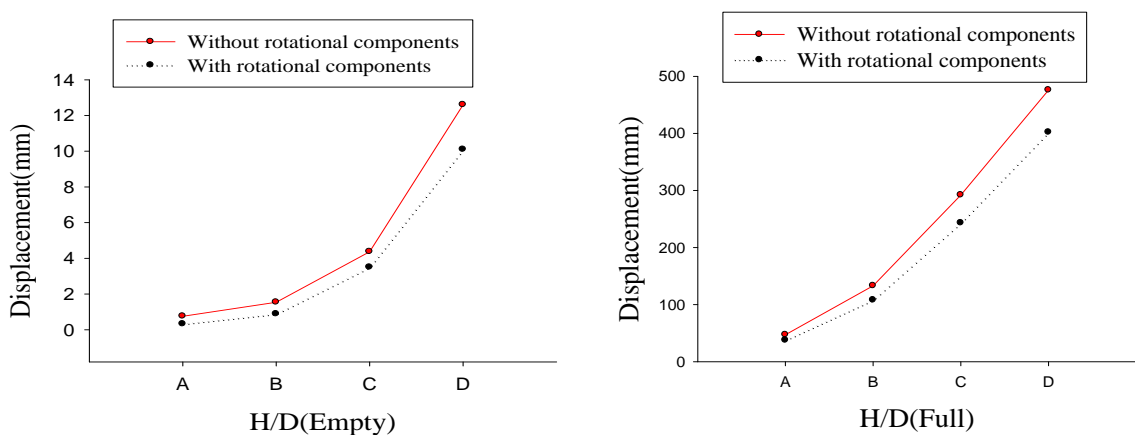 Without rotational components
With rotational components
14
12
10
8
6
4
2
0
Displacement(mm)
A B C D
H/D(Empty)
Without rotational components
With rotational components
500
400
300
200
100
0
Displacement(mm)
A B C D
H/D(Full)